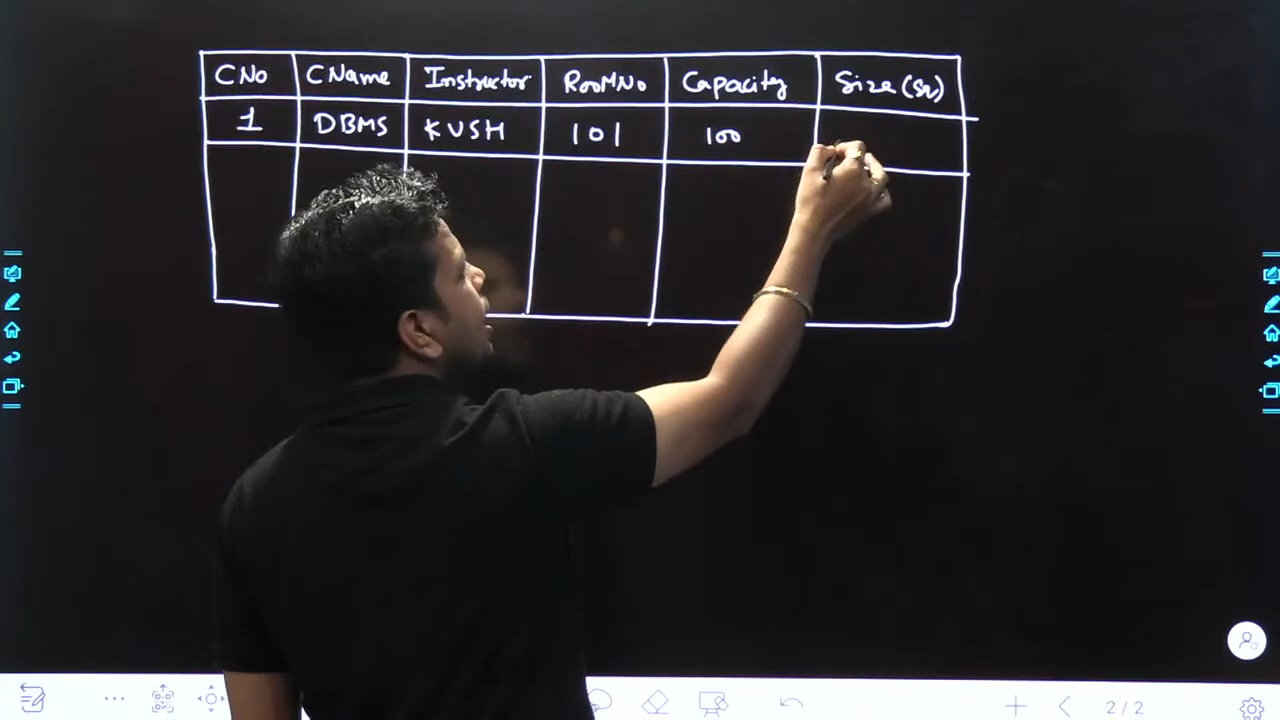 CNo CName Instructor RooMNo Capacity Size(Sq)
1 DBMS KUSH 101 100
2/2